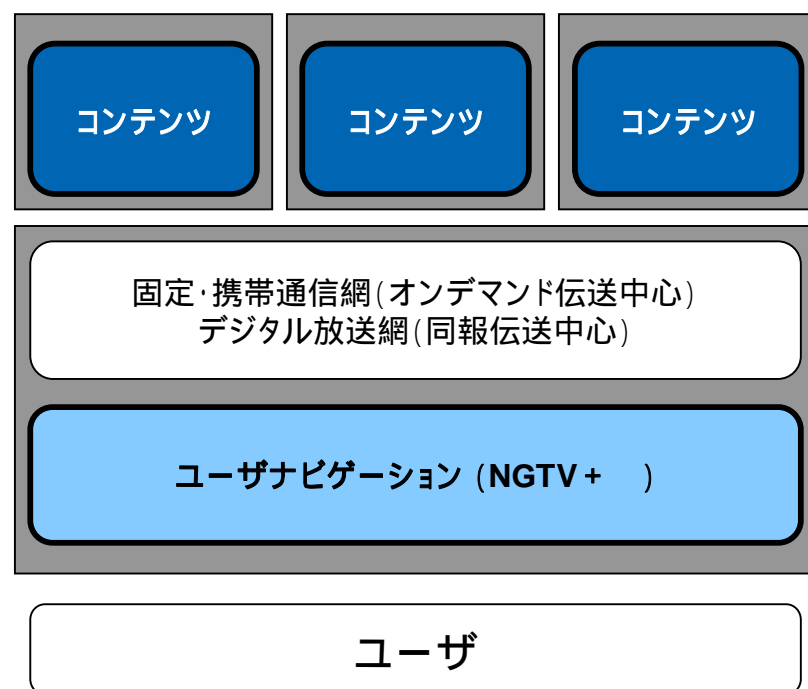 コンテンツ
コンテンツ
コンテンツ
固定・携帯通信網(オンデマンド伝送中心)
デジタル放送網(同報伝送中心)
ユーザナビゲーション (NGTV+ )
ユーザ